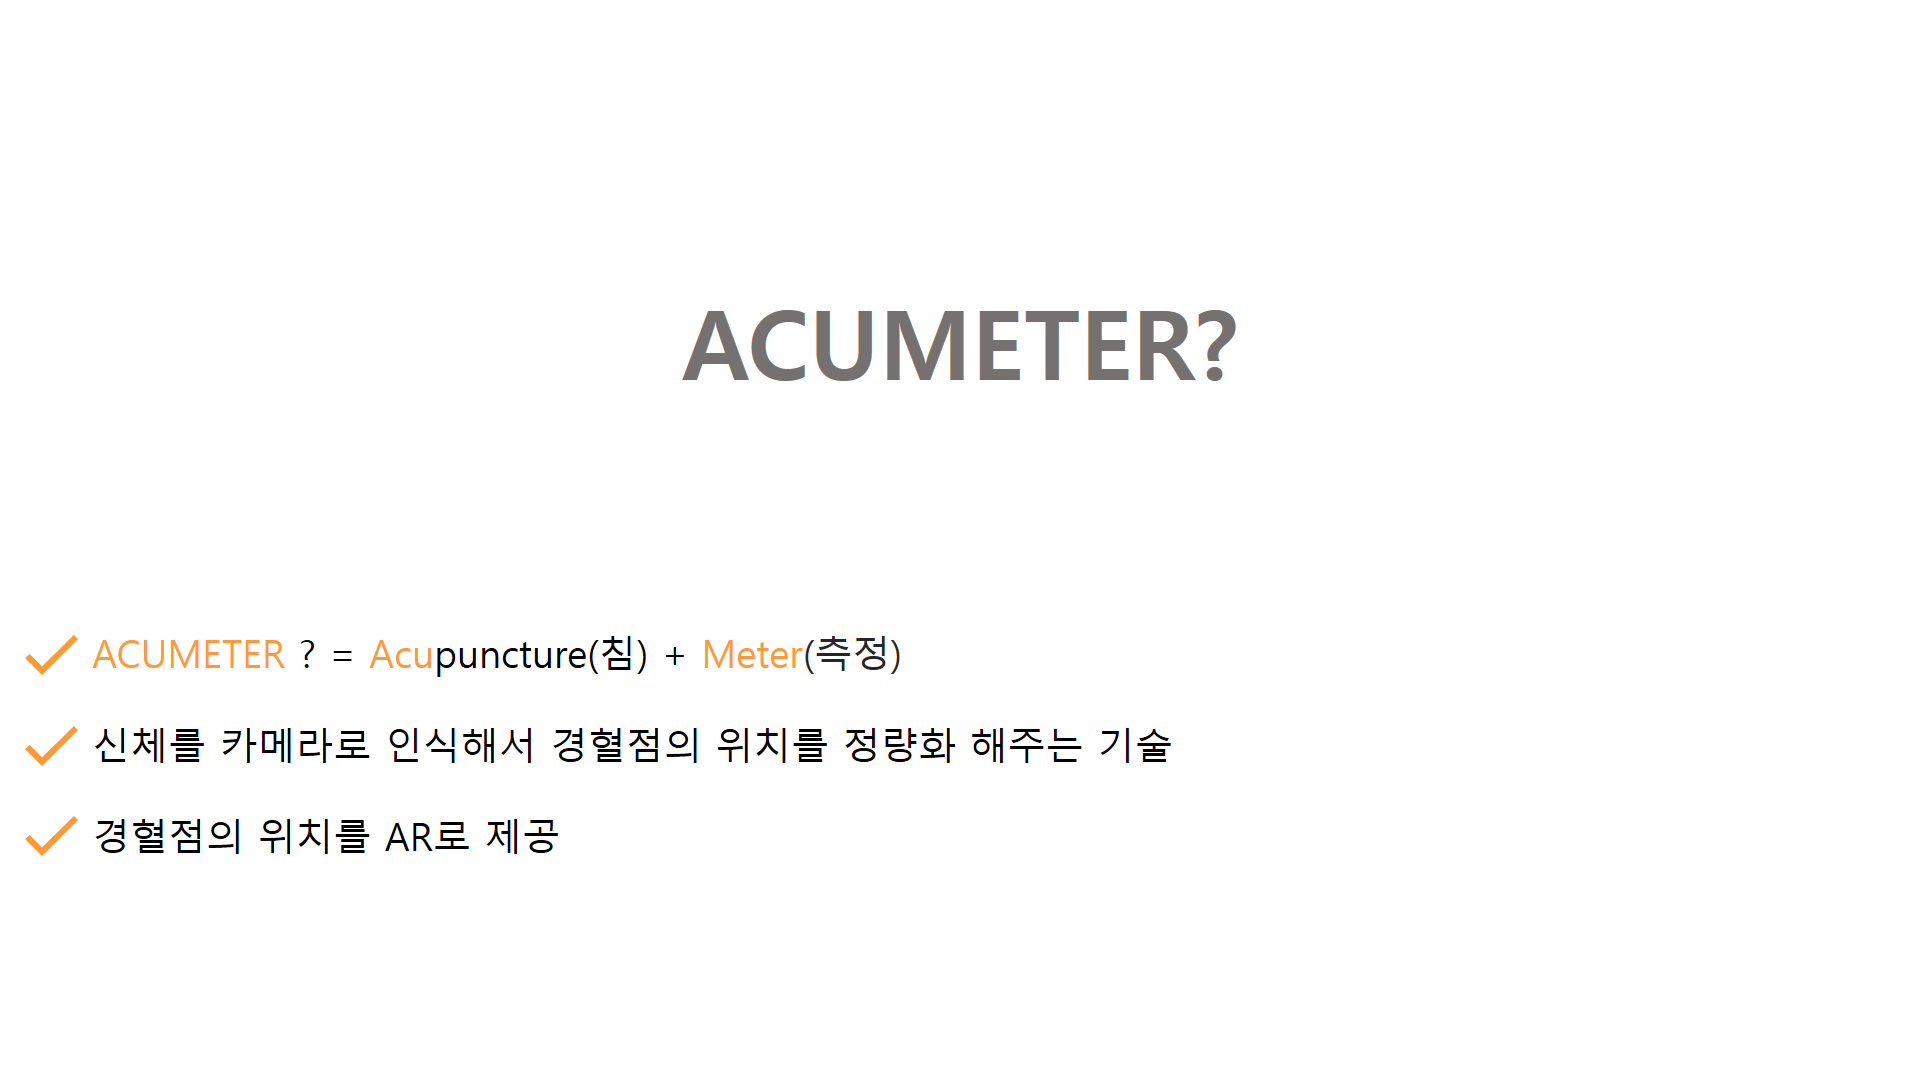 ACUMETER?
ACUMETER ? = Acupuncture(침) + Meter(측정)
신체를 카메라로 인식해서 경혈점의 위치를 정량화 해주는 기술
경혈점의 위치를 AR로 제공